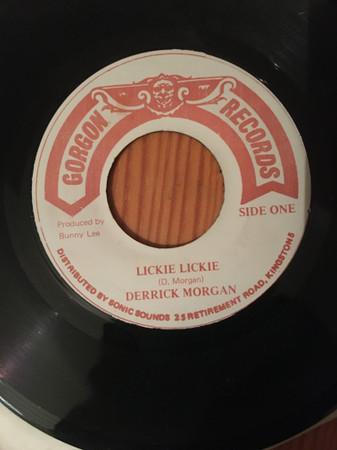 GORGON RECORDS
SIDE ONE
Produced by
Bunny Lee
LICKIE LICKIE
(D. Morgan)
DERRICK MORGAN
DISTRIBUTED BY SONIC SOUNDS 25 RETIREMENT ROAD, KINGSTON 5